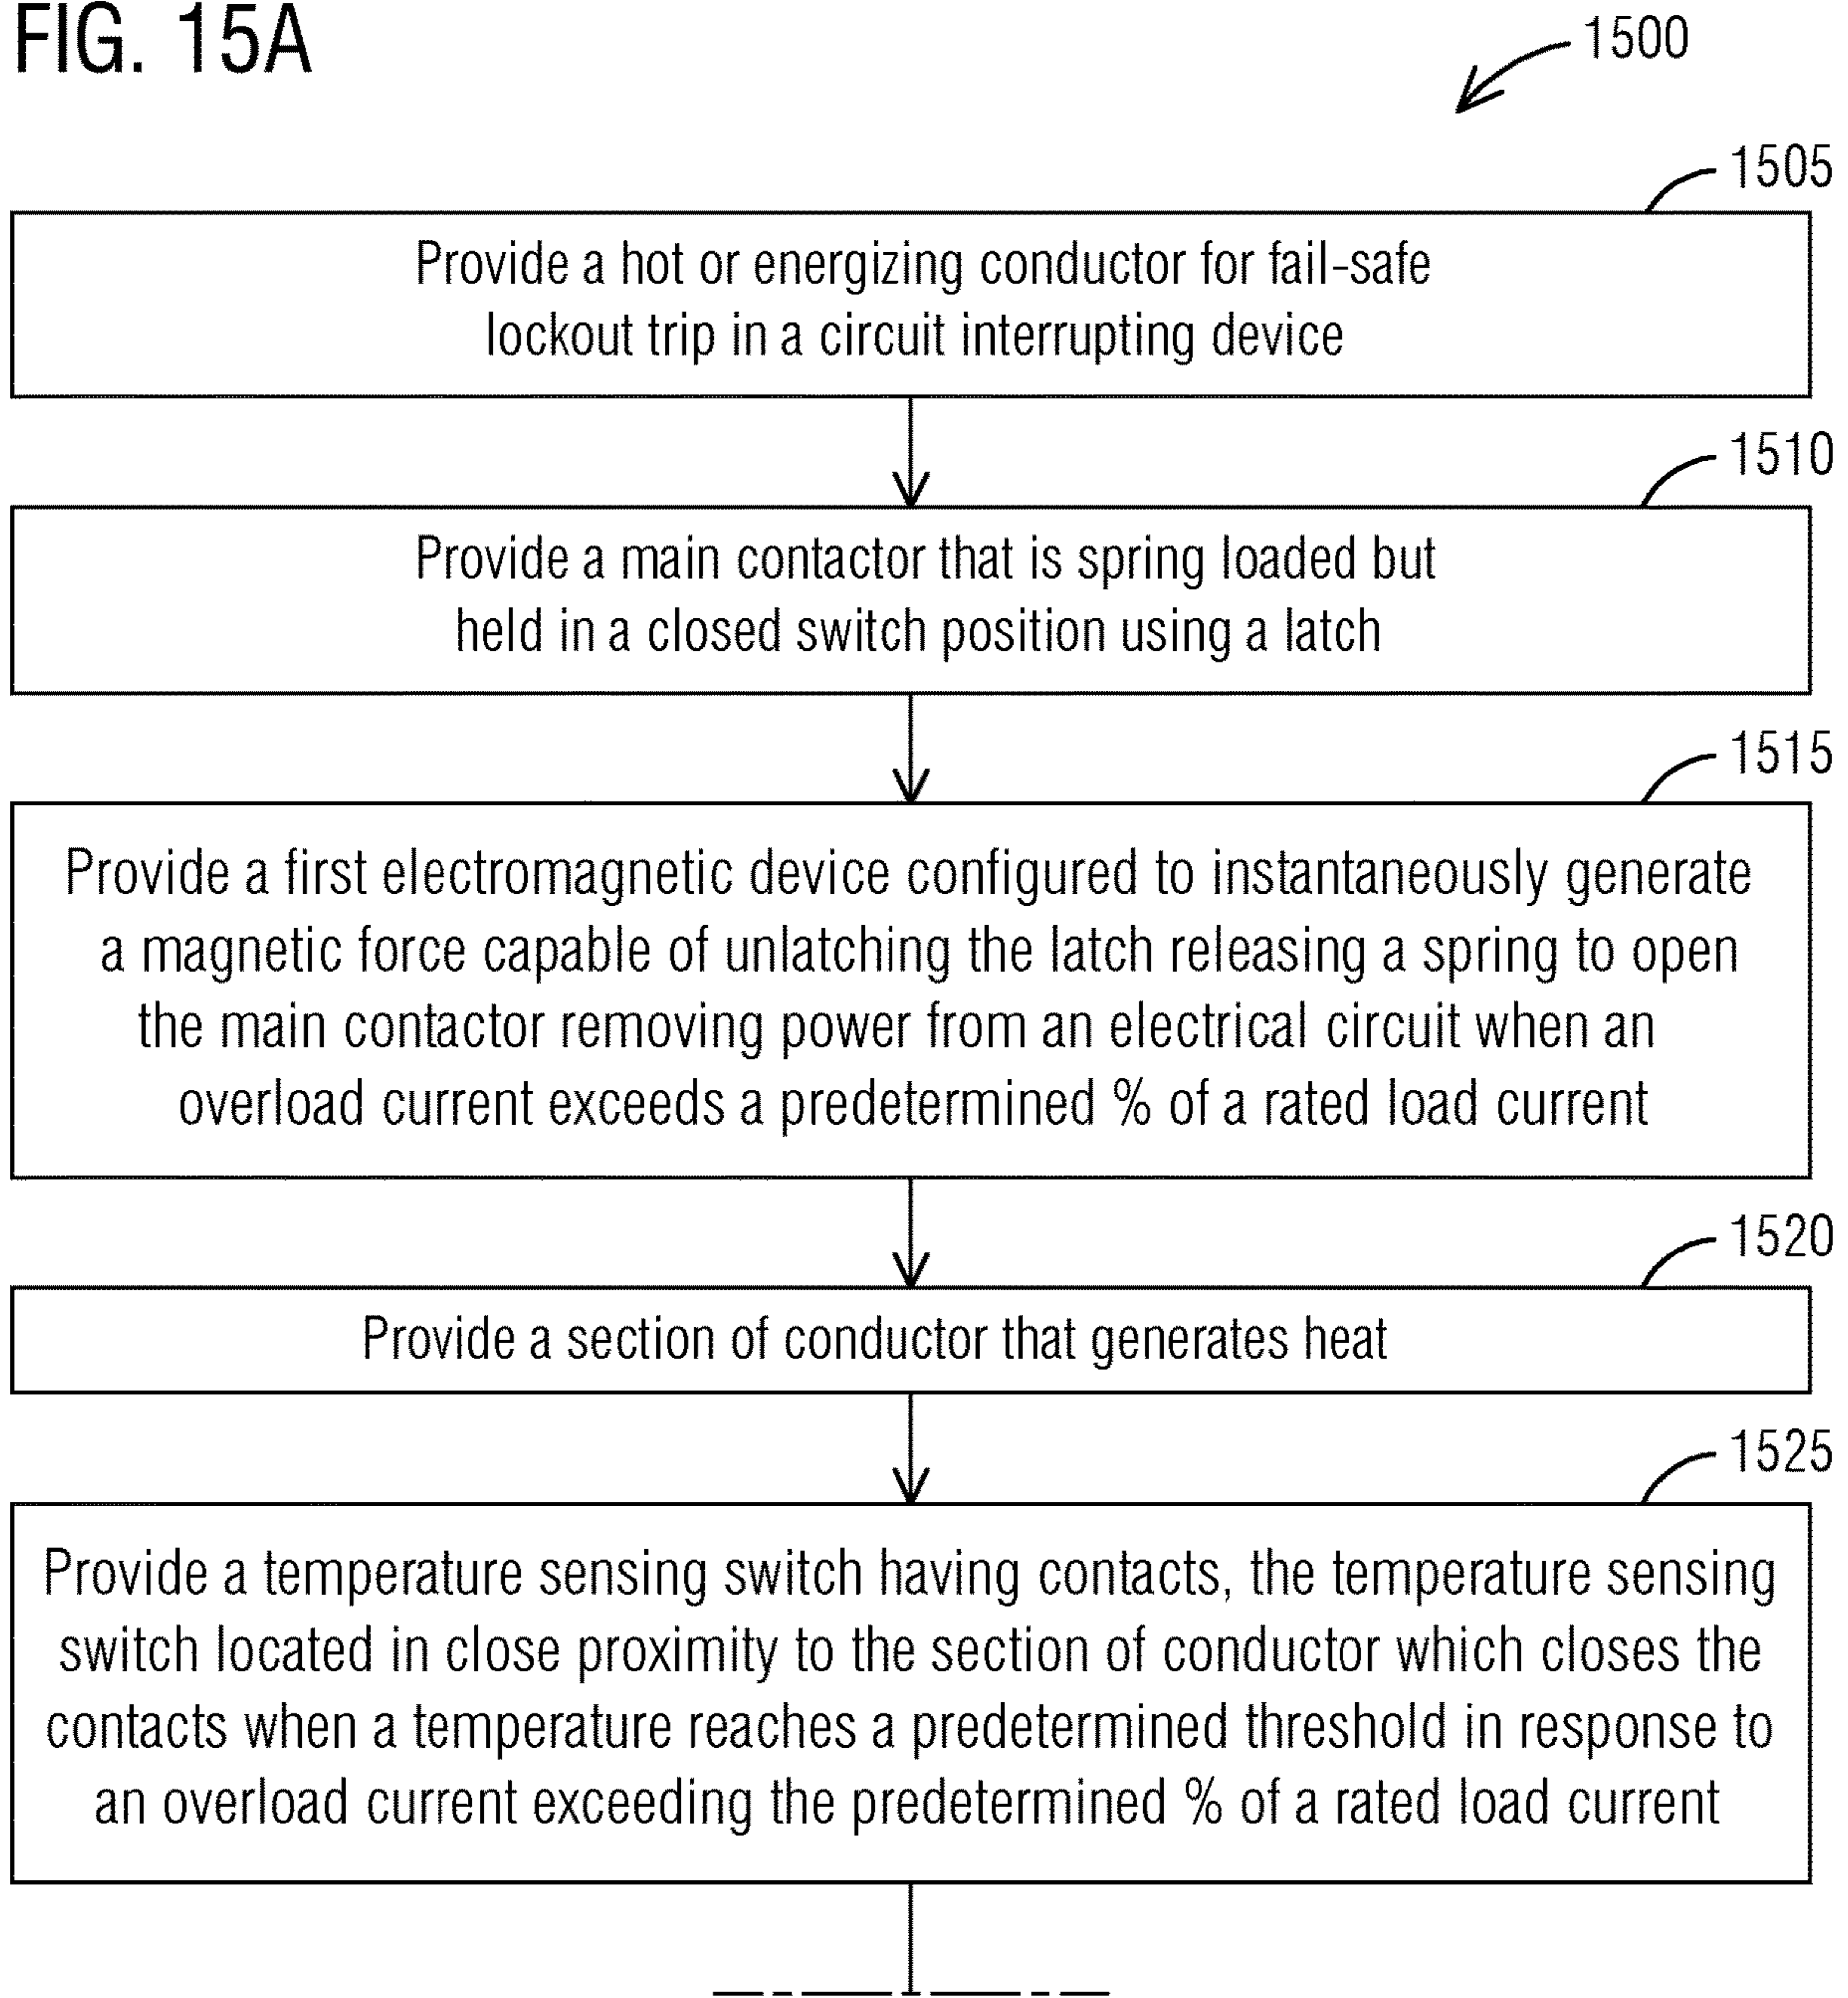 FIG. 15A
1500
1505
Provide a hot or energizing conductor for fail-safe
lockout trip in a circuit interrupting device
1510
Provide a main contactor that is spring loaded but
held in a closed switch position using a latch
1515
Provide a first electromagnetic device configured to instantaneously generate
a magnetic force capable of unlatching the latch releasing a spring to open
the main contactor removing power from an electrical circuit when an
overload current exceeds a predetermined % of a rated load current
1520
Provide a section of conductor that generates heat
1525
Provide a temperature sensing switch having contacts, the temperature sensing
switch located in close proximity to the section of conductor which closes the
contacts when a temperature reaches a predetermined threshold in response to
an overload current exceeding the predetermined % of a rated load current